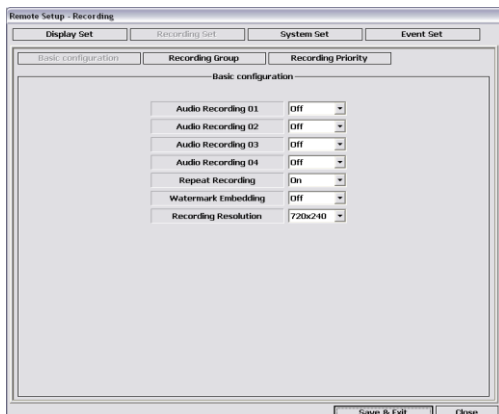 Remote Setup - Recording
Display Set Recording Set System Set Event Set
Basic configuration Recording Group Recording Priority
Basic configuration
Audio Recording 01 Off
Audio Recording 02 Off
Audio Recording 03 Off
Audio Recording 04 Off
Repeat Recording On
Watermark Embedding Off
Recording Resolution 720x240
Save & Exit Close